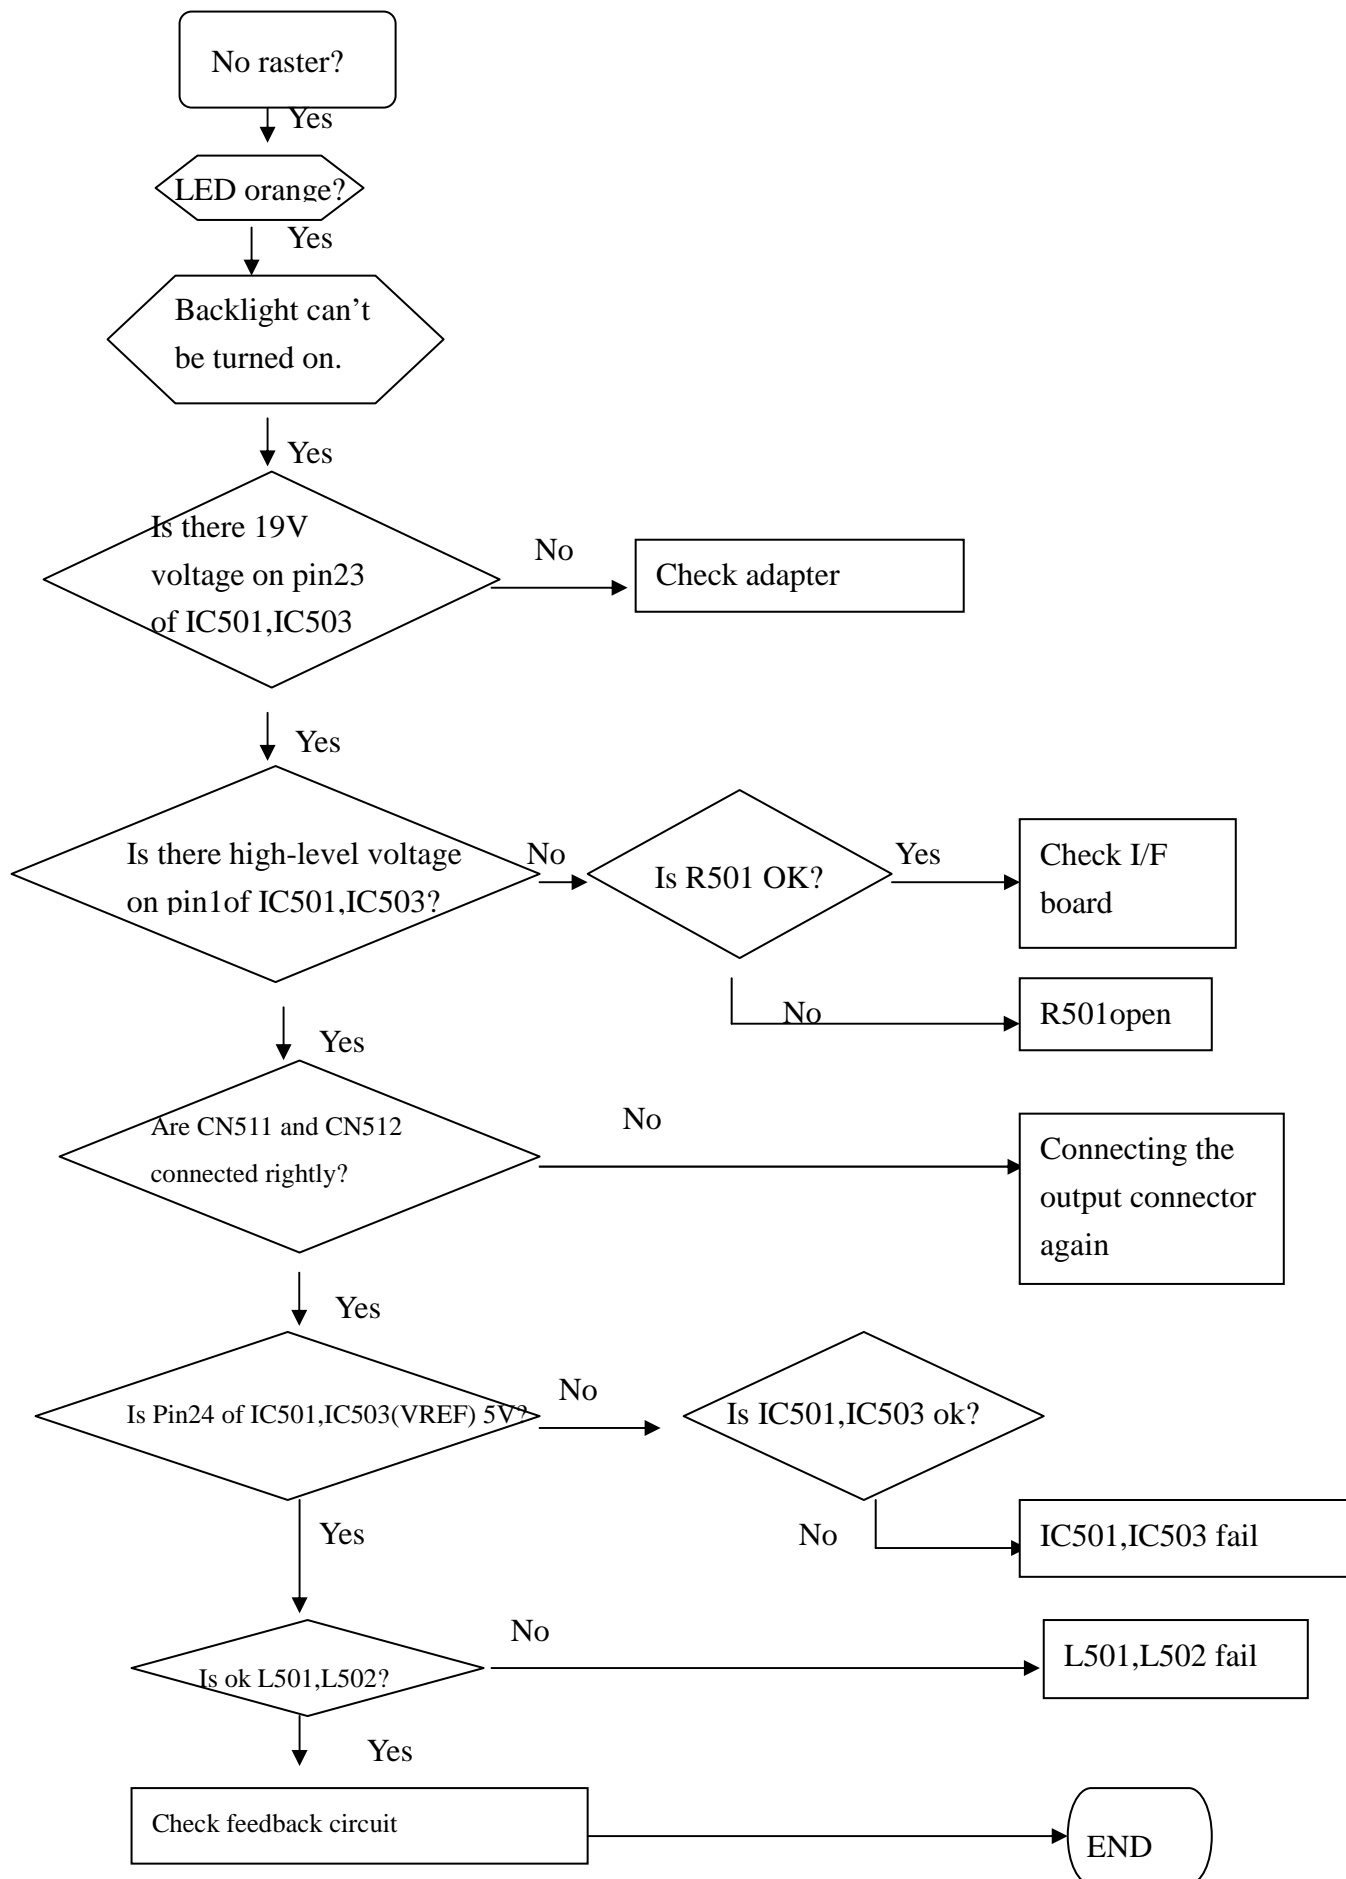 No raster?
Yes
LED orange?
Yes
Backlight can't
be turned on.
Yes
Is there 19V
voltage on pin23
of IC501,IC503
No
Check adapter
Yes
Is there high-level voltage
on pin1of IC501,IC503?
No
Is R501 OK?
Yes
Check I/F
board
No
R501open
Yes
Are CN511 and CN512
connected rightly?
No
Connecting the
output connector
again
Yes
Is Pin24 of IC501,IC503(VREF) 5V?
No
Is IC501,IC503 ok?
No
IC501,IC503 fail
Yes
Is ok L501,L502?
No
L501,L502 fail
Yes
Check feedback circuit
END